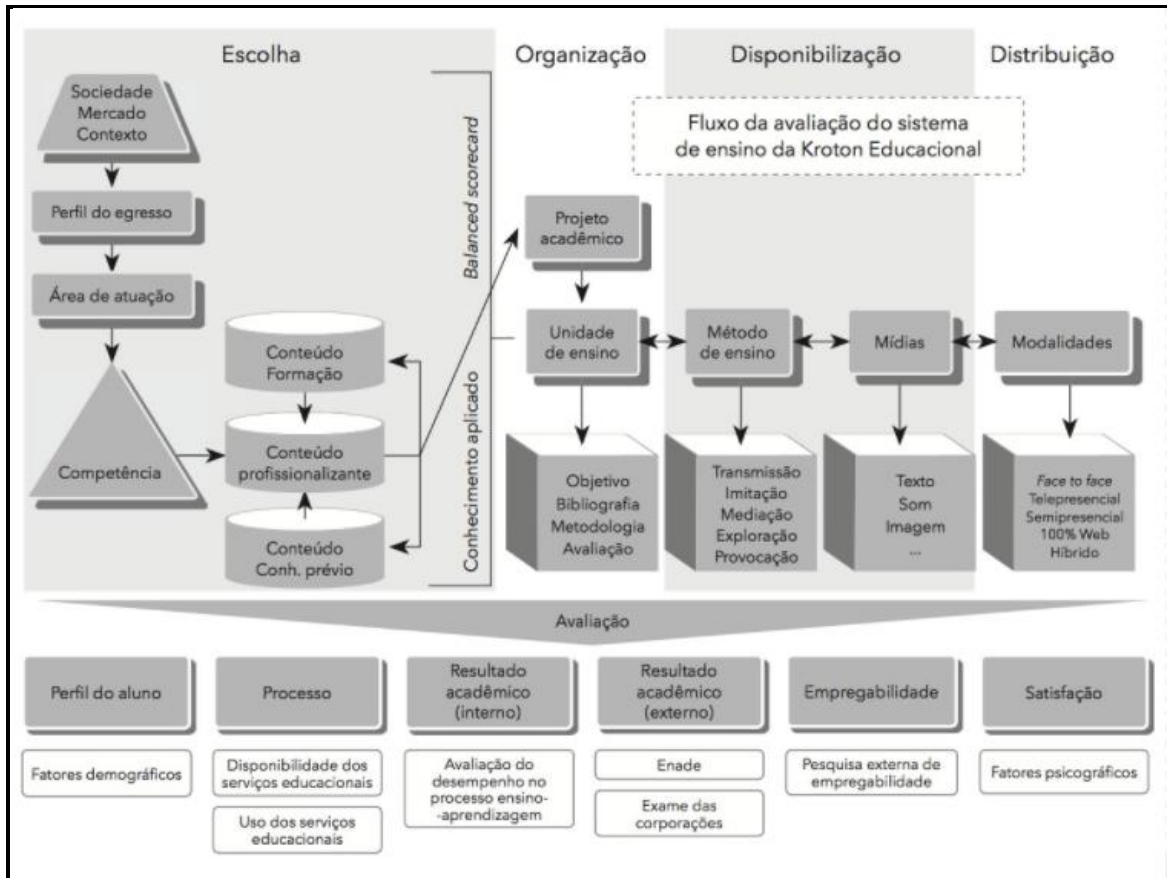 Escolha
Organização
Disponibilização
Distribuição
Fluxo da avaliação do sistema
de ensino da Kroton Educacional
Sociedade
Mercado
Contexto
Perfil do egresso
Área de atuação
Competência
Conteúdo
Formação
Conteúdo
profissionalizante
Conteúdo
Conh. prévio
Balanced scorecard
Conhecimento aplicado
Projeto
acadêmico
Unidade
de ensino
Método
de ensino
Mídias
Modalidades
Objetivo
Bibliografia
Metodologia
Avaliação
Transmissão
Imitação
Mediação
Exploração
Provocação
Texto
Som
Imagem
...
Face to face
Telepresencial
Semipresencial
100% Web
Híbrido
Avaliação
Perfil do aluno
Processo
Resultado
acadêmico
(interno)
Resultado
acadêmico
(externo)
Empregabilidade
Satisfação
Fatores demográficos
Disponibilidade dos
serviços educacionais
Uso dos serviços
educacionais
Avaliação do
desempenho no
processo ensino-
-aprendizagem
Enade
Exame das
corporações
Pesquisa externa de
empregabilidade
Fatores psicográficos